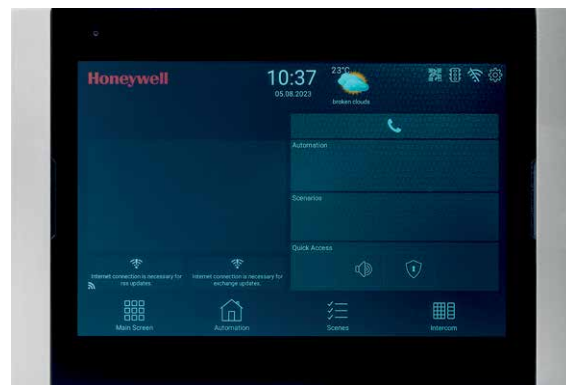 Honeywell
10:37
05.08.2023
23°C
broken clouds
Automation
Scenarios
Quick Access
Internet connection is necessary for
rss updates.
Internet connection is necessary for
exchange updates.
Main Screen
Automation
Scenes
Intercom